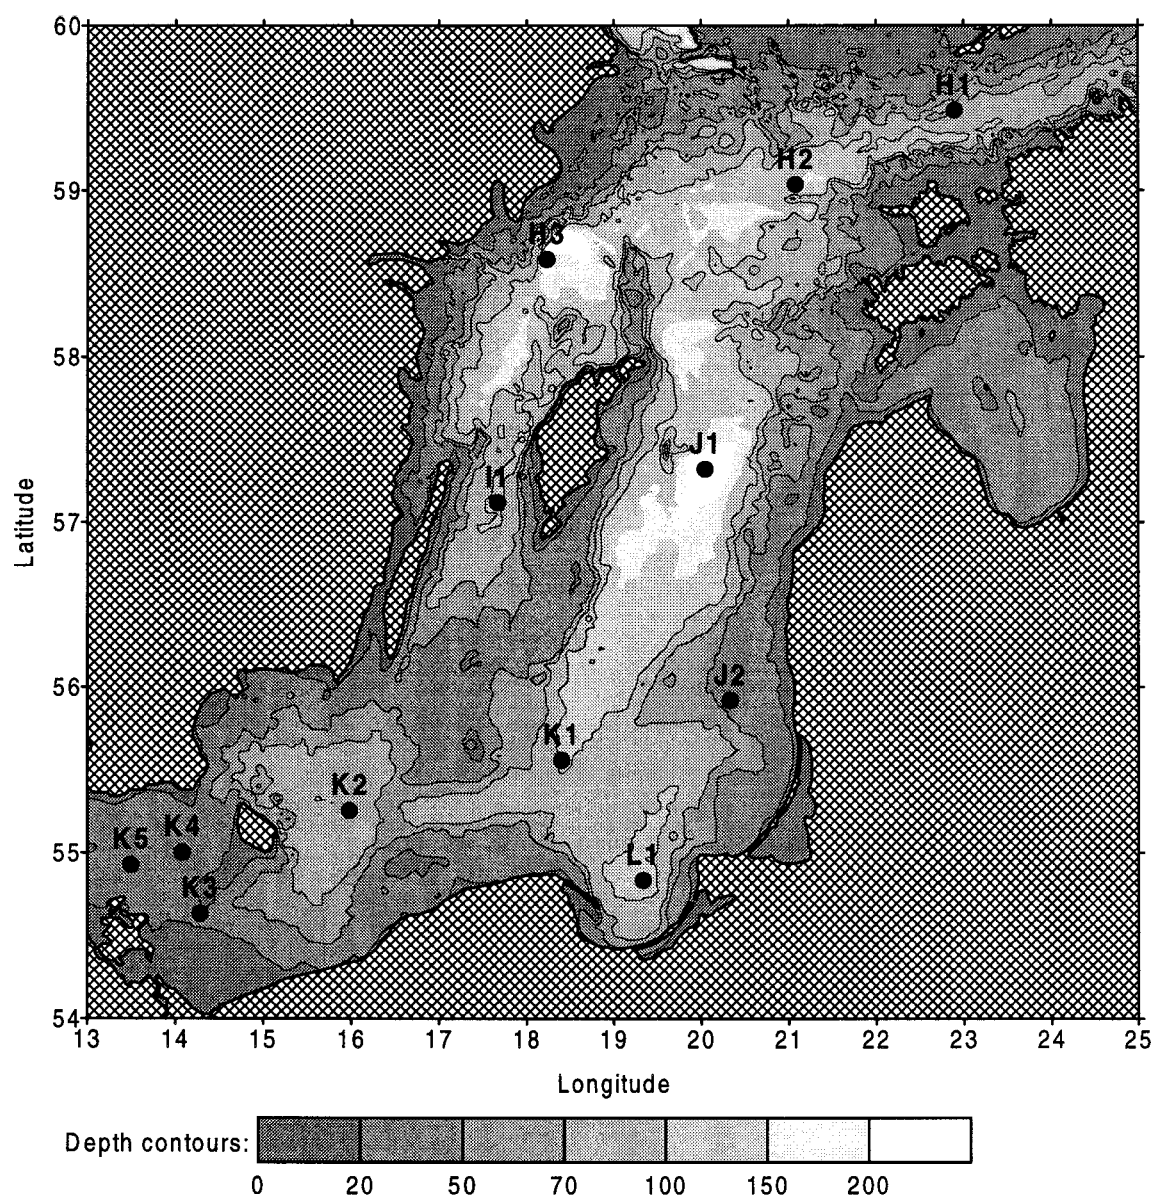 60
H1
H2
59
H3
58
J1
I1
57
Latitude
56
J2
K1
K2
K4
K5
55
L1
K3
54
13 14 15 16 17 18 19 20 21 22 23 24 25
Longitude
Depth contours:
0 20 50 70 100 150 200